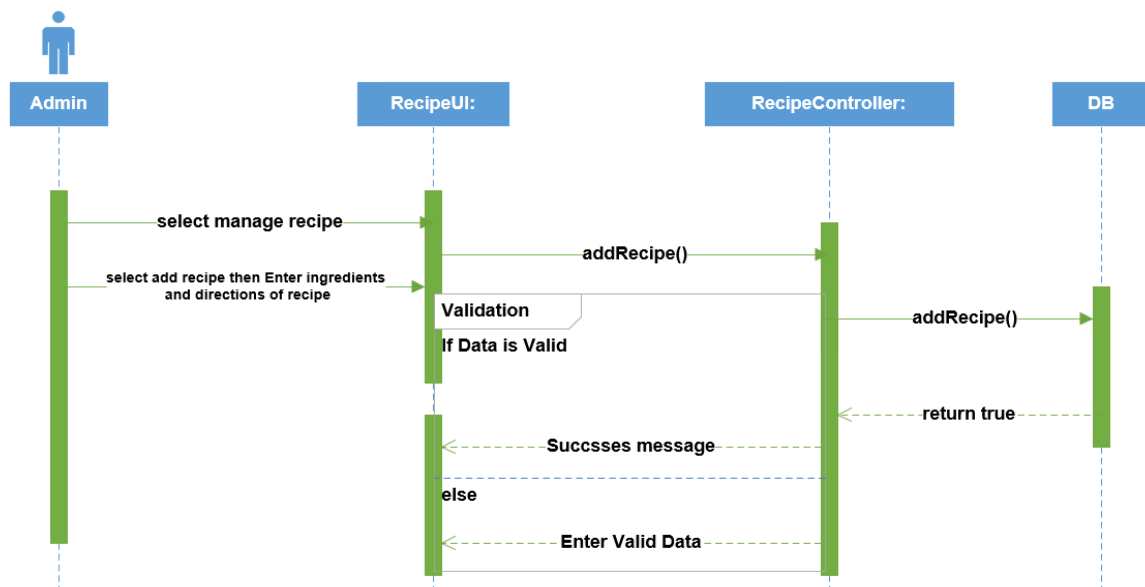 Admin
RecipeUI:
RecipeController:
DB
select manage recipe
addRecipe()
select add recipe then Enter ingredients
and directions of recipe
Validation
addRecipe()
If Data is Valid
return true
Succsses message
else
Enter Valid Data